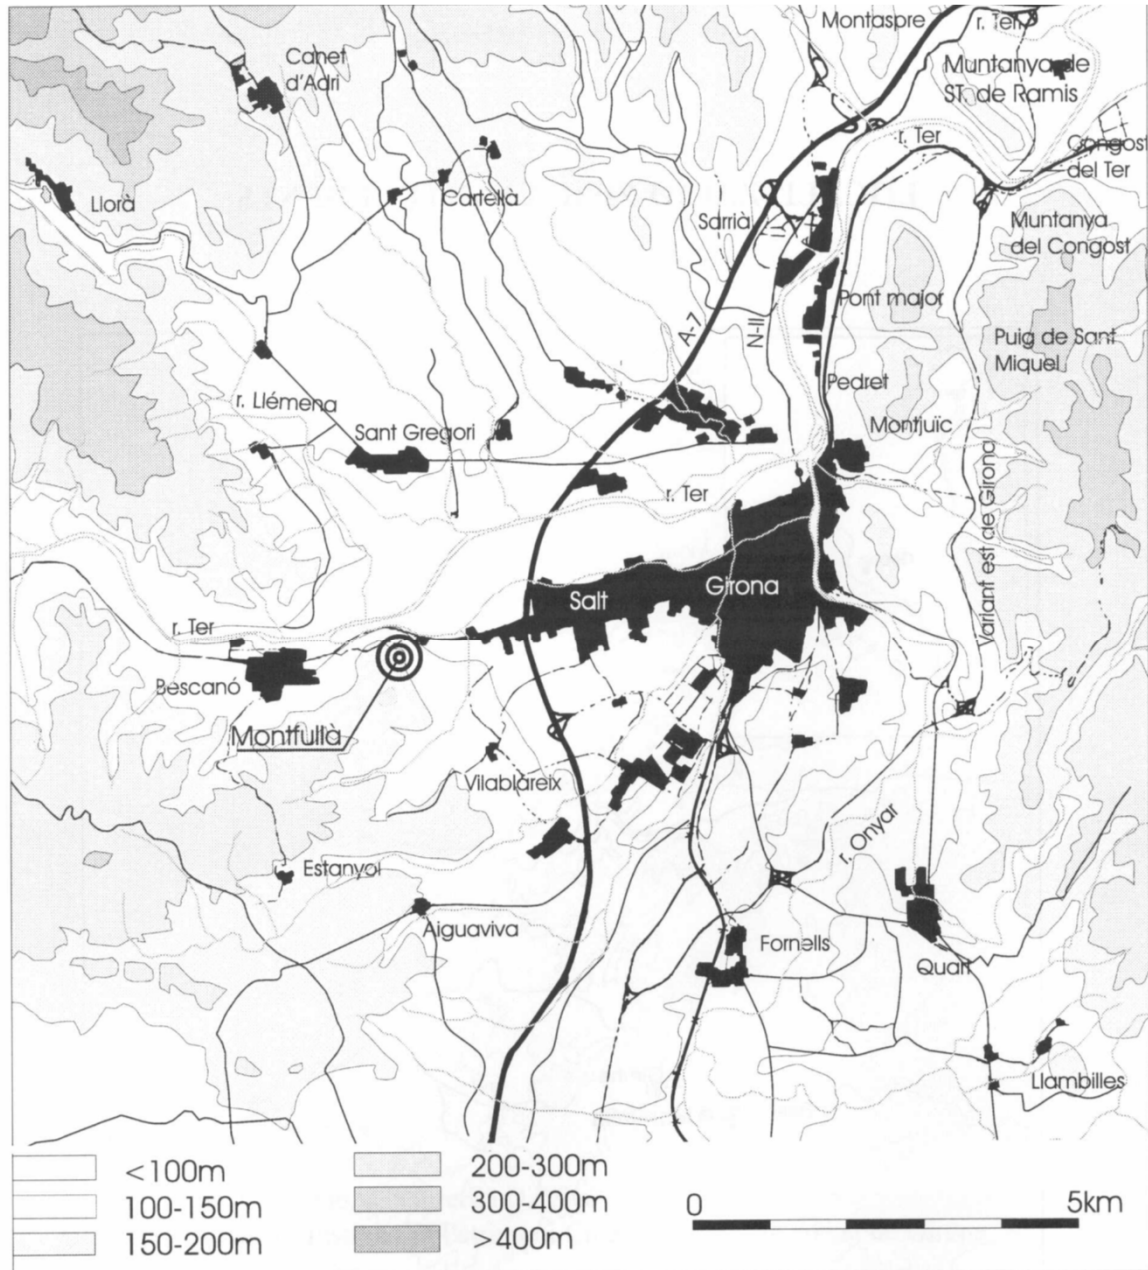 Montaspre
r. Ter
Canet
d'Adri
Muntanya de
ST. de Ramis
r. Ter
Congost
del Ter
Llorà
Cartellà
Sarrià
Muntanya
del Congost
Pont major
A-7
N-II
Puig de Sant
Miquel
Pedret
r. Llémena
Montjuïc
Sant Gregori
r. Ter
Variant est de Girona
Salt
Girona
r. Ter
Bescanó
Montfullà
Vilablareix
Estanyol
r. Onyar
Aiguaviva
Fornells
Quart
Llambilles
<100m
100-150m
150-200m
200-300m
300-400m
>400m
0
5km